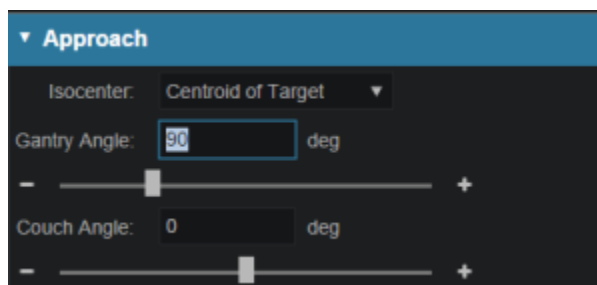 ▼ Approach
Isocenter: Centroid of Target ▼
Gantry Angle: 90 deg
− +
Couch Angle: 0 deg
− +